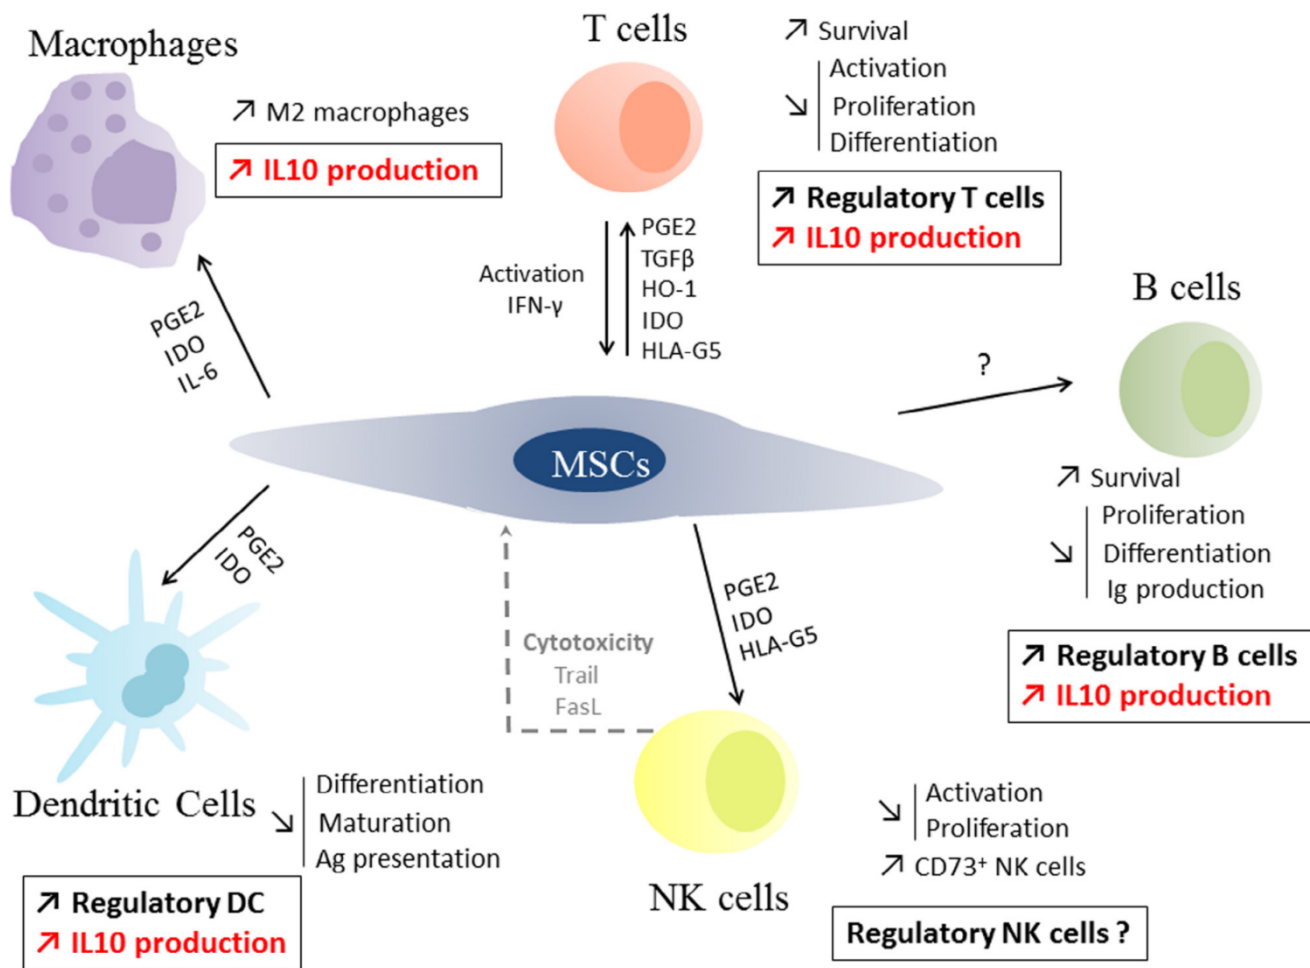 Macrophages
↗ M2 macrophages
↗ IL10 production
T cells
↗ Survival
Activation
↘ Proliferation
Differentiation
↗ Regulatory T cells
↗ IL10 production
Activation
IFN-γ
PGE2
TGFβ
HO-1
IDO
HLA-G5
B cells
?
↗ Survival
Proliferation
↘ Differentiation
Ig production
↗ Regulatory B cells
↗ IL10 production
PGE2
IDO
IL-6
MSCs
PGE2
IDO
Dendritic Cells
Differentiation
↘ Maturation
Ag presentation
↗ Regulatory DC
↗ IL10 production
Cytotoxicity
Trail
FasL
PGE2
IDO
HLA-G5
NK cells
↘ Activation
Proliferation
↗ CD73⁺ NK cells
Regulatory NK cells ?